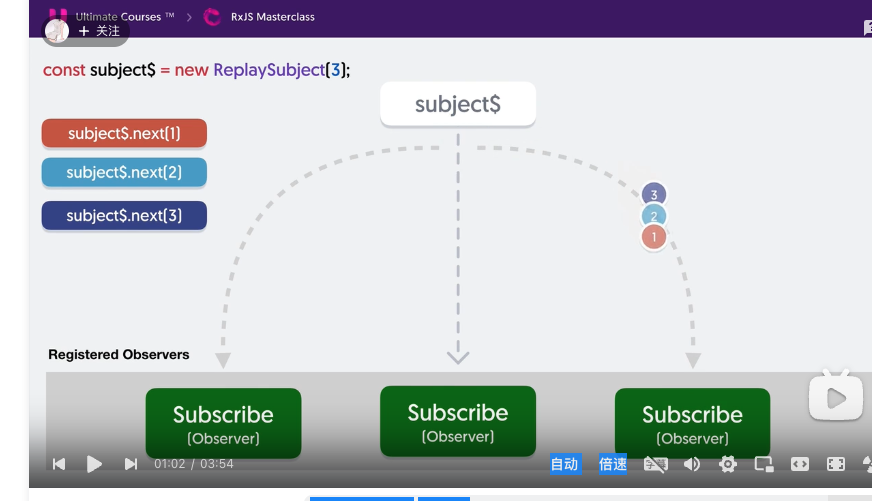 Ultimate Courses ™ > RxJS Masterclass
+ 关注
const subject$ = new ReplaySubject(3);
subject$
subject$.next(1)
subject$.next(2)
subject$.next(3)
3
2
1
Registered Observers
Subscribe
(Observer)
Subscribe
(Observer)
Subscribe
(Observer)
01:02 / 03:54
自动
倍速
字幕